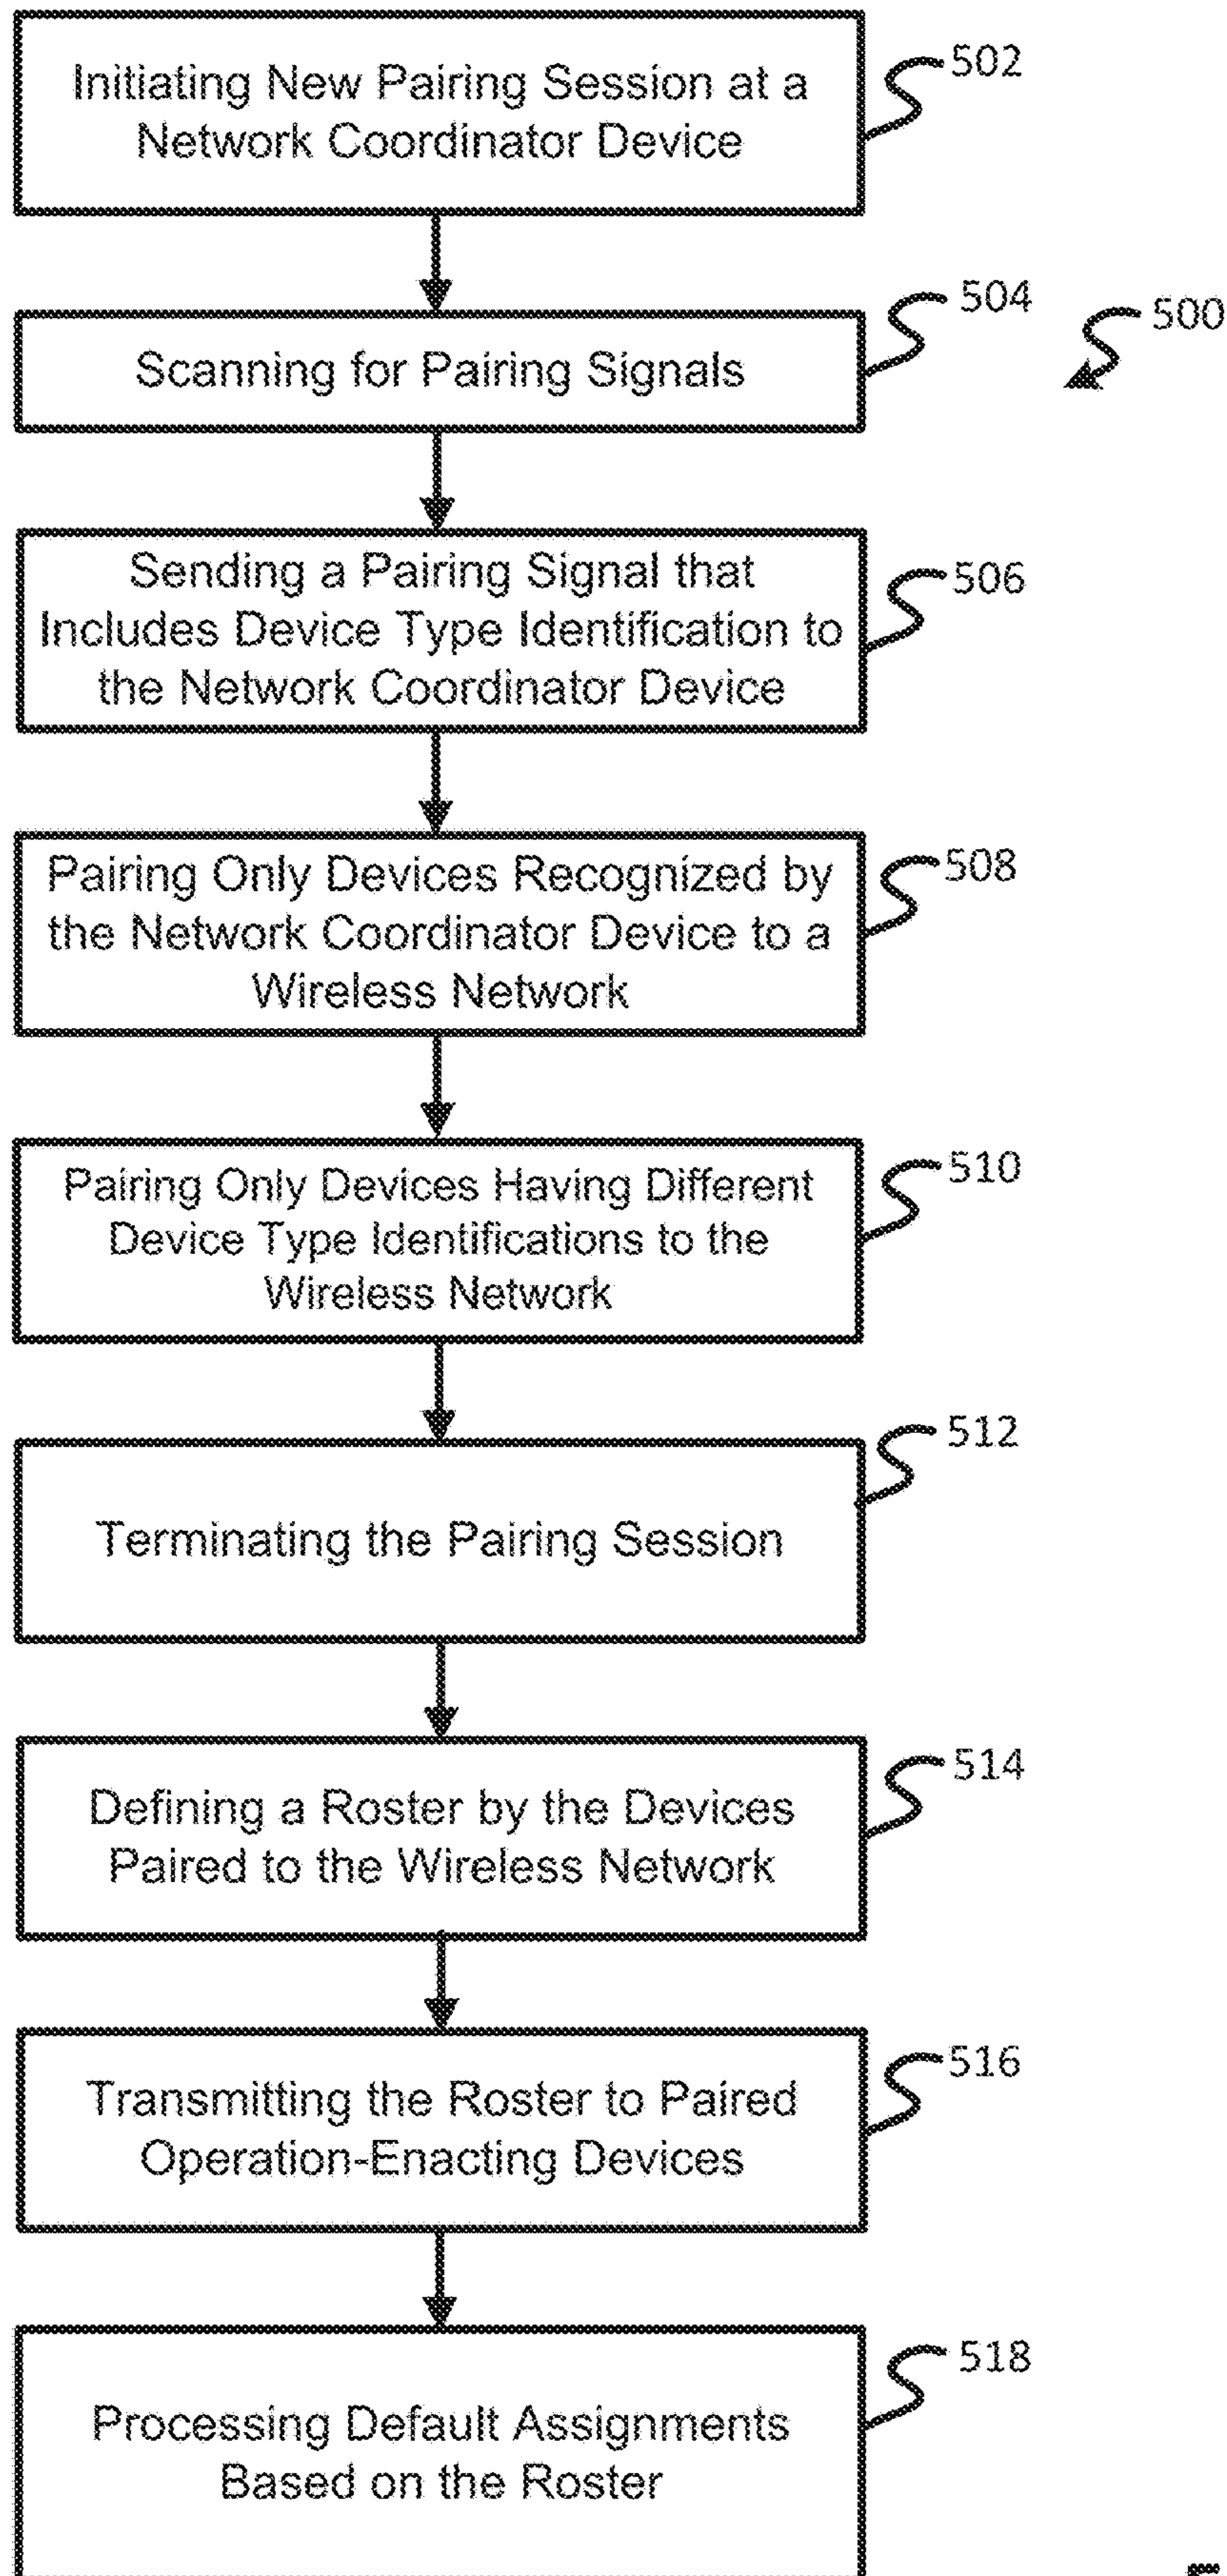 Initiating New Pairing Session at a
Network Coordinator Device
502
Scanning for Pairing Signals
504
500
Sending a Pairing Signal that
Includes Device Type Identification to
the Network Coordinator Device
506
Pairing Only Devices Recognized by
the Network Coordinator Device to a
Wireless Network
508
Pairing Only Devices Having Different
Device Type Identifications to the
Wireless Network
510
Terminating the Pairing Session
512
Defining a Roster by the Devices
Paired to the Wireless Network
514
Transmitting the Roster to Paired
Operation-Enacting Devices
516
Processing Default Assignments
Based on the Roster
518